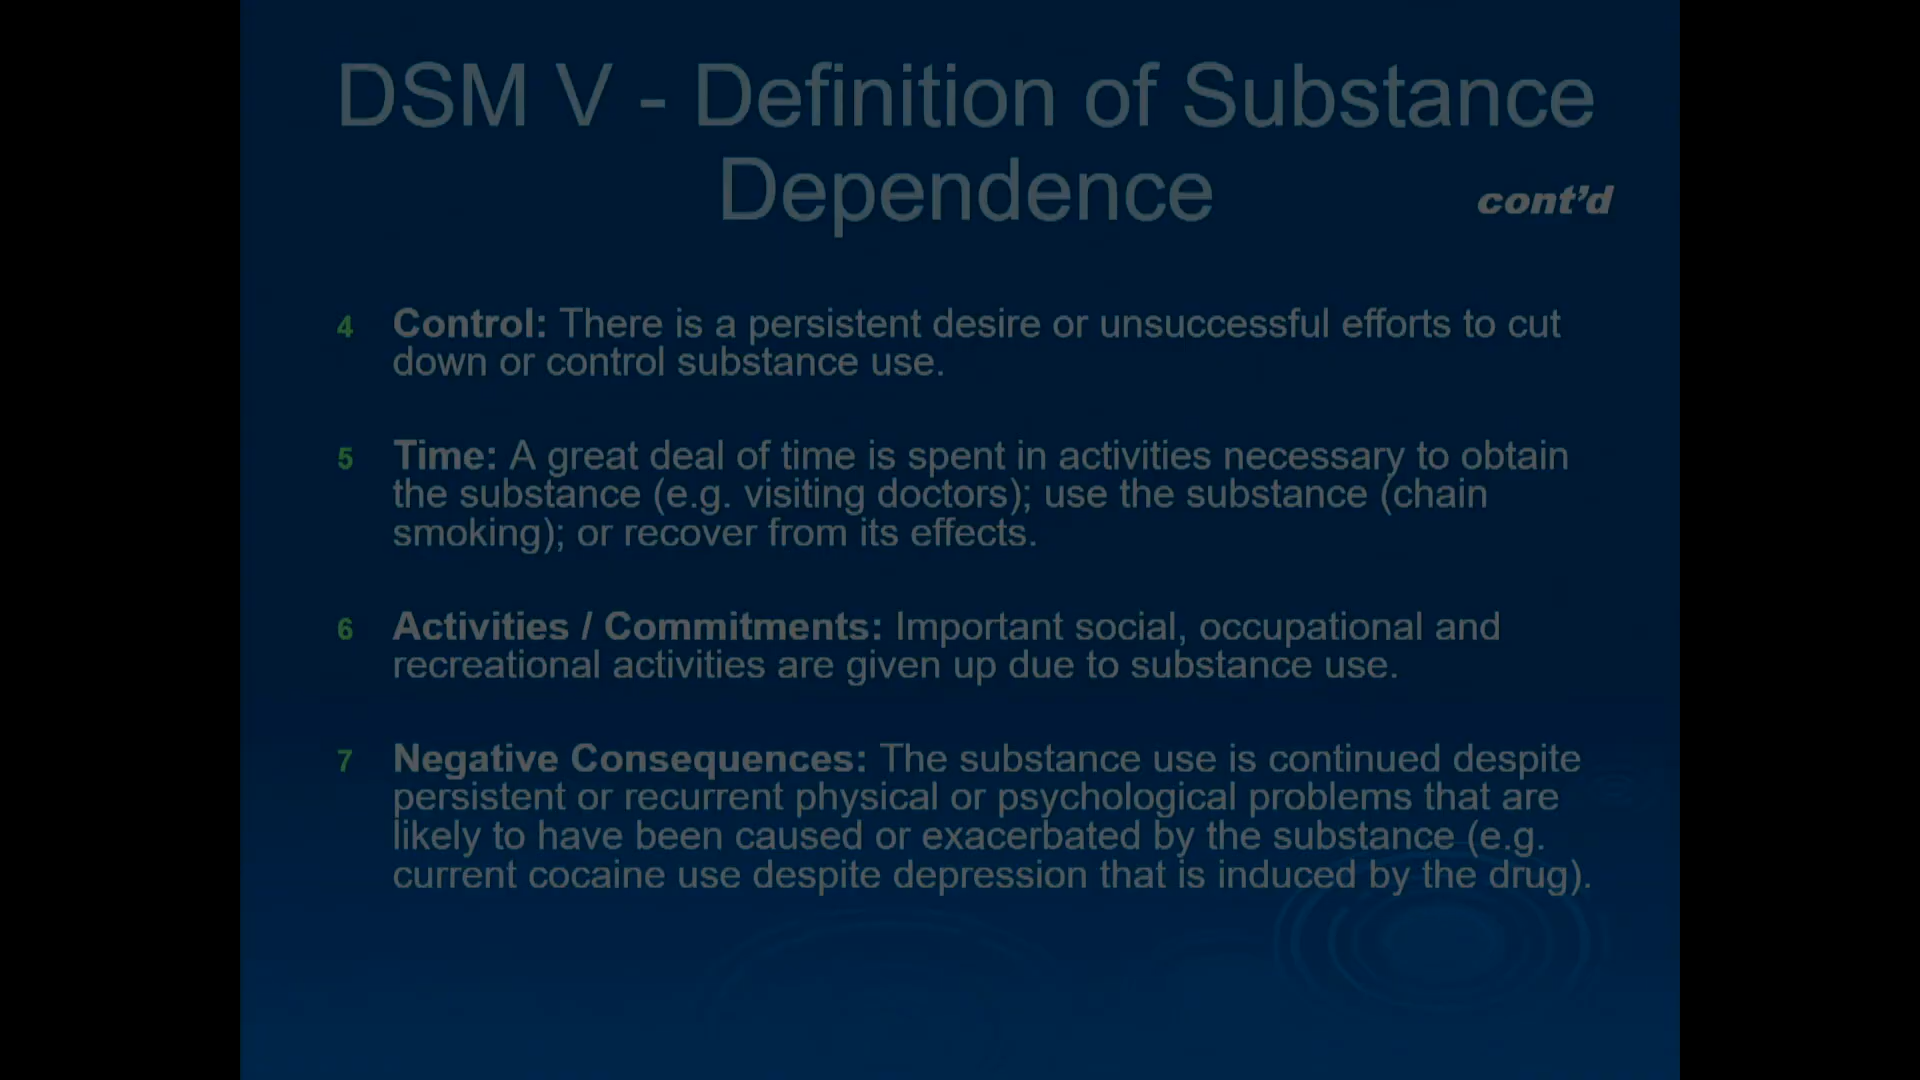 DSM V - Definition of Substance
Dependence cont'd
4 Control: There is a persistent desire or unsuccessful efforts to cut
down or control substance use.
5 Time: A great deal of time is spent in activities necessary to obtain
the substance (e.g. visiting doctors); use the substance (chain
smoking); or recover from its effects.
6 Activities / Commitments: Important social, occupational and
recreational activities are given up due to substance use.
7 Negative Consequences: The substance use is continued despite
persistent or recurrent physical or psychological problems that are
likely to have been caused or exacerbated by the substance (e.g.
current cocaine use despite depression that is induced by the drug).